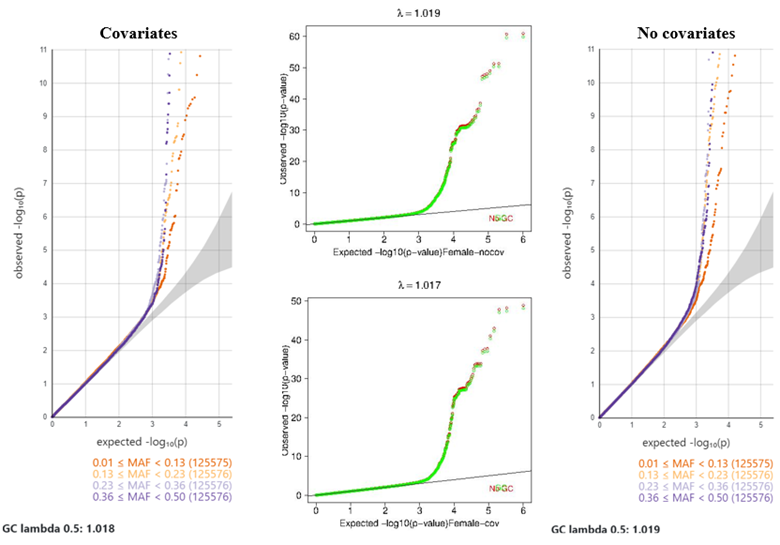 Covariates
11
10
9
8
7
6
5
4
3
2
1
0
observed -log10(p)
0 1 2 3 4 5
expected -log10(p)
0.01 ≤ MAF < 0.13 (125575)
0.13 ≤ MAF < 0.23 (125576)
0.23 ≤ MAF < 0.36 (125576)
0.36 ≤ MAF < 0.50 (125576)
GC lambda 0.5: 1.018
λ = 1.019
60
50
40
30
20
10
0
Observed -log10(p-value)
0 1 2 3 4 5 6
Expected -log10(p-value)Female-nocov
λ = 1.017
50
40
30
20
10
0
Observed -log10(p-value)
0 1 2 3 4 5 6
Expected -log10(p-value)Female-cov
No covariates
11
10
9
8
7
6
5
4
3
2
1
0
observed -log10(p)
0 1 2 3 4 5
expected -log10(p)
0.01 ≤ MAF < 0.13 (125575)
0.13 ≤ MAF < 0.23 (125576)
0.23 ≤ MAF < 0.36 (125576)
0.36 ≤ MAF < 0.50 (125576)
GC lambda 0.5: 1.019